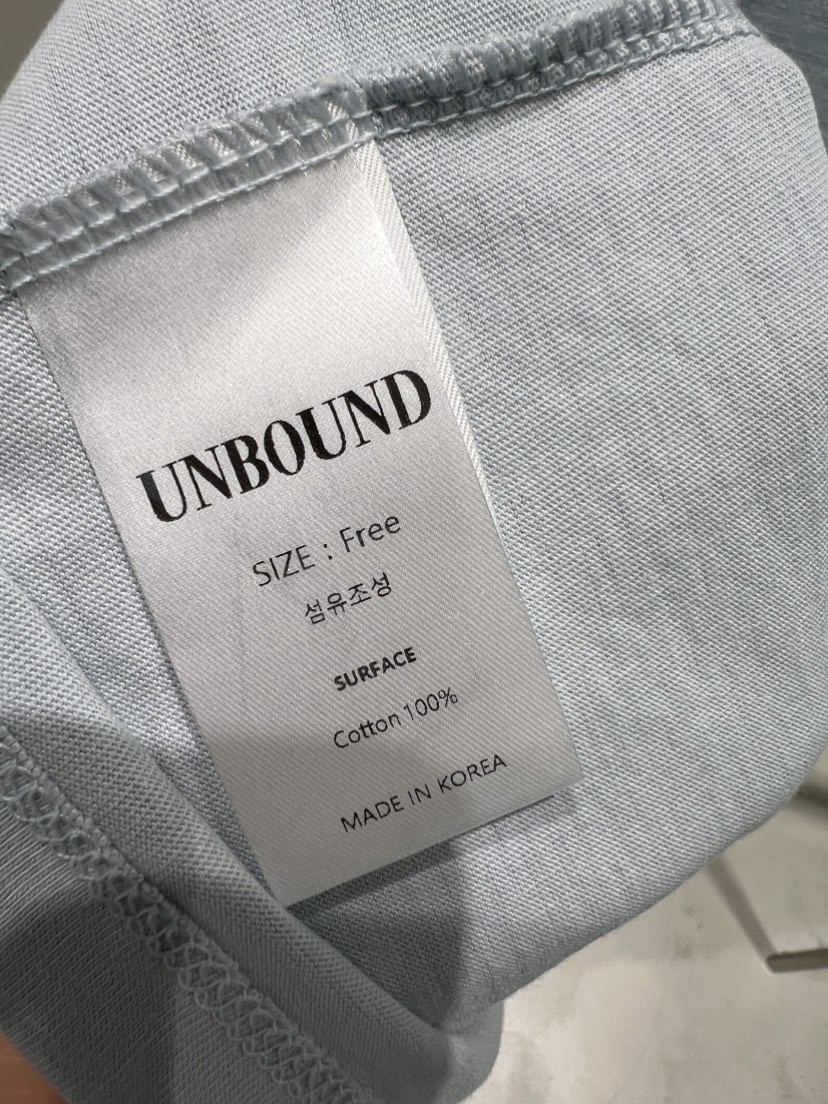 UNBOUND
SIZE : Free
섬유조성
SURFACE
Cotton 100%
MADE IN KOREA